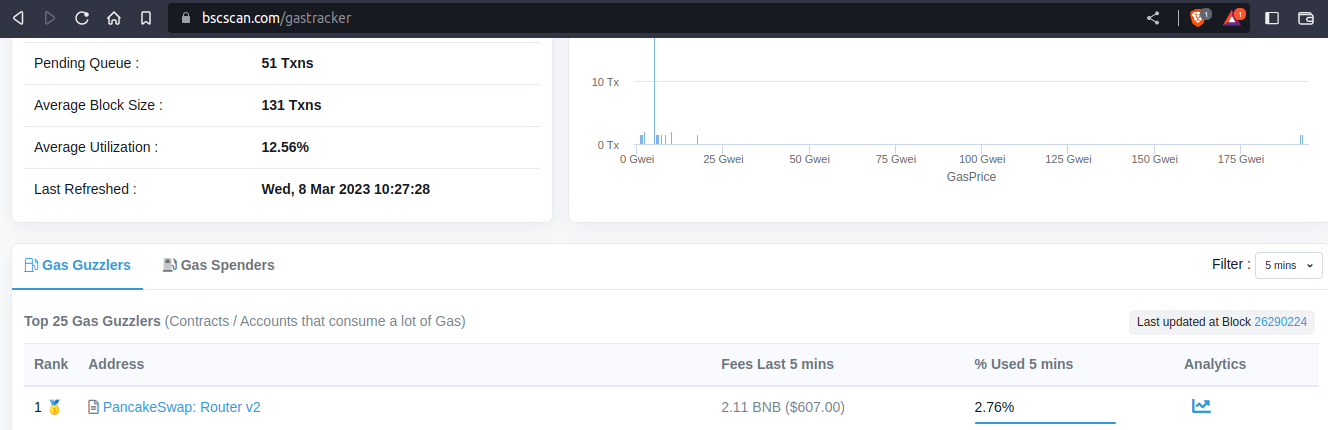 bscscan.com/gastracker
1
1
Pending Queue : 51 Txns
Average Block Size : 131 Txns
Average Utilization : 12.56%
Last Refreshed : Wed, 8 Mar 2023 10:27:28
10 Tx
0 Tx
0 Gwei 25 Gwei 50 Gwei 75 Gwei 100 Gwei 125 Gwei 150 Gwei 175 Gwei
GasPrice
Gas Guzzlers Gas Spenders Filter : 5 mins
Top 25 Gas Guzzlers (Contracts / Accounts that consume a lot of Gas) Last updated at Block 26290224
Rank Address Fees Last 5 mins % Used 5 mins Analytics
1 PancakeSwap: Router v2 2.11 BNB ($607.00) 2.76%